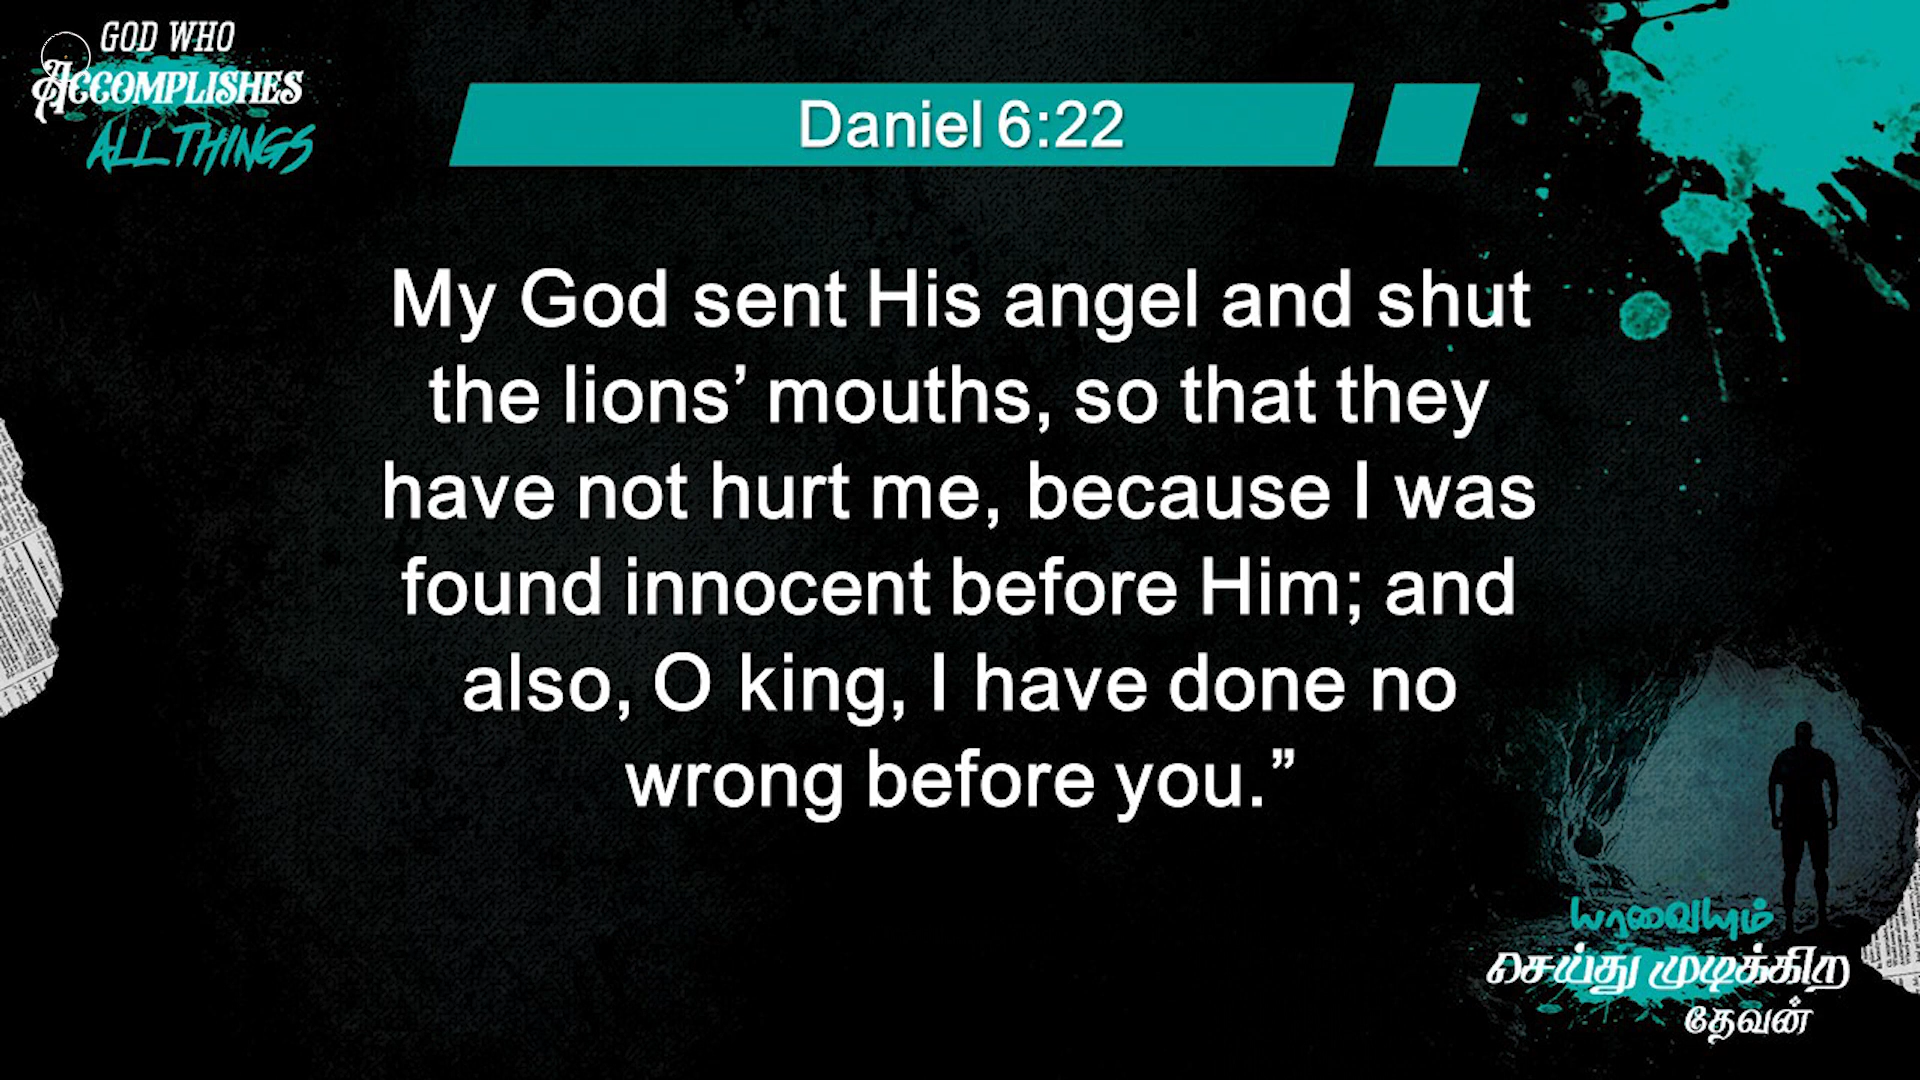 GOD WHO
ACCOMPLISHES
ALL THINGS
Daniel 6:22
My God sent His angel and shut
the lions’ mouths, so that they
have not hurt me, because I was
found innocent before Him; and
also, O king, I have done no
wrong before you.”
யாவையும்
செய்து முடிக்கிற
தேவன்